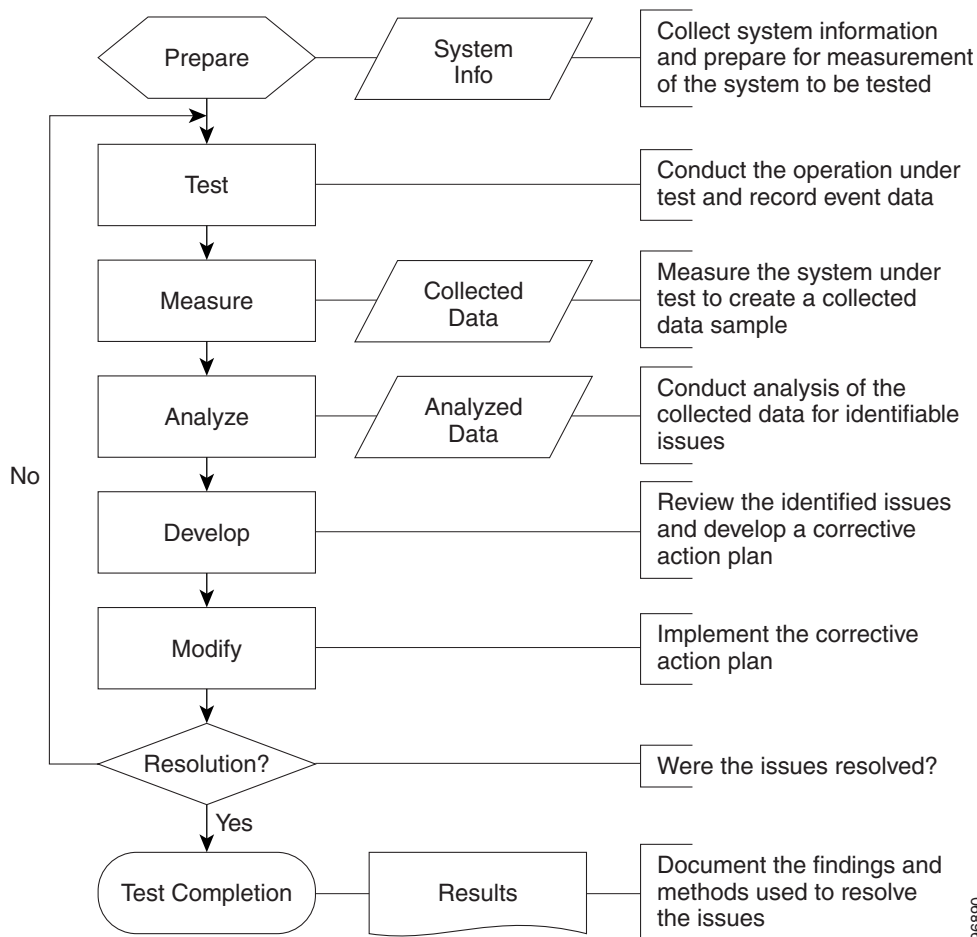 Prepare
System
Info
Collect system information
and prepare for measurement
of the system to be tested
Test
Conduct the operation under
test and record event data
Measure
Collected
Data
Measure the system under
test to create a collected
data sample
Analyze
Analyzed
Data
Conduct analysis of the
collected data for identifiable
issues
No
Develop
Review the identified issues
and develop a corrective
action plan
Modify
Implement the corrective
action plan
Resolution?
Were the issues resolved?
Yes
Test Completion
Results
Document the findings and
methods used to resolve
the issues